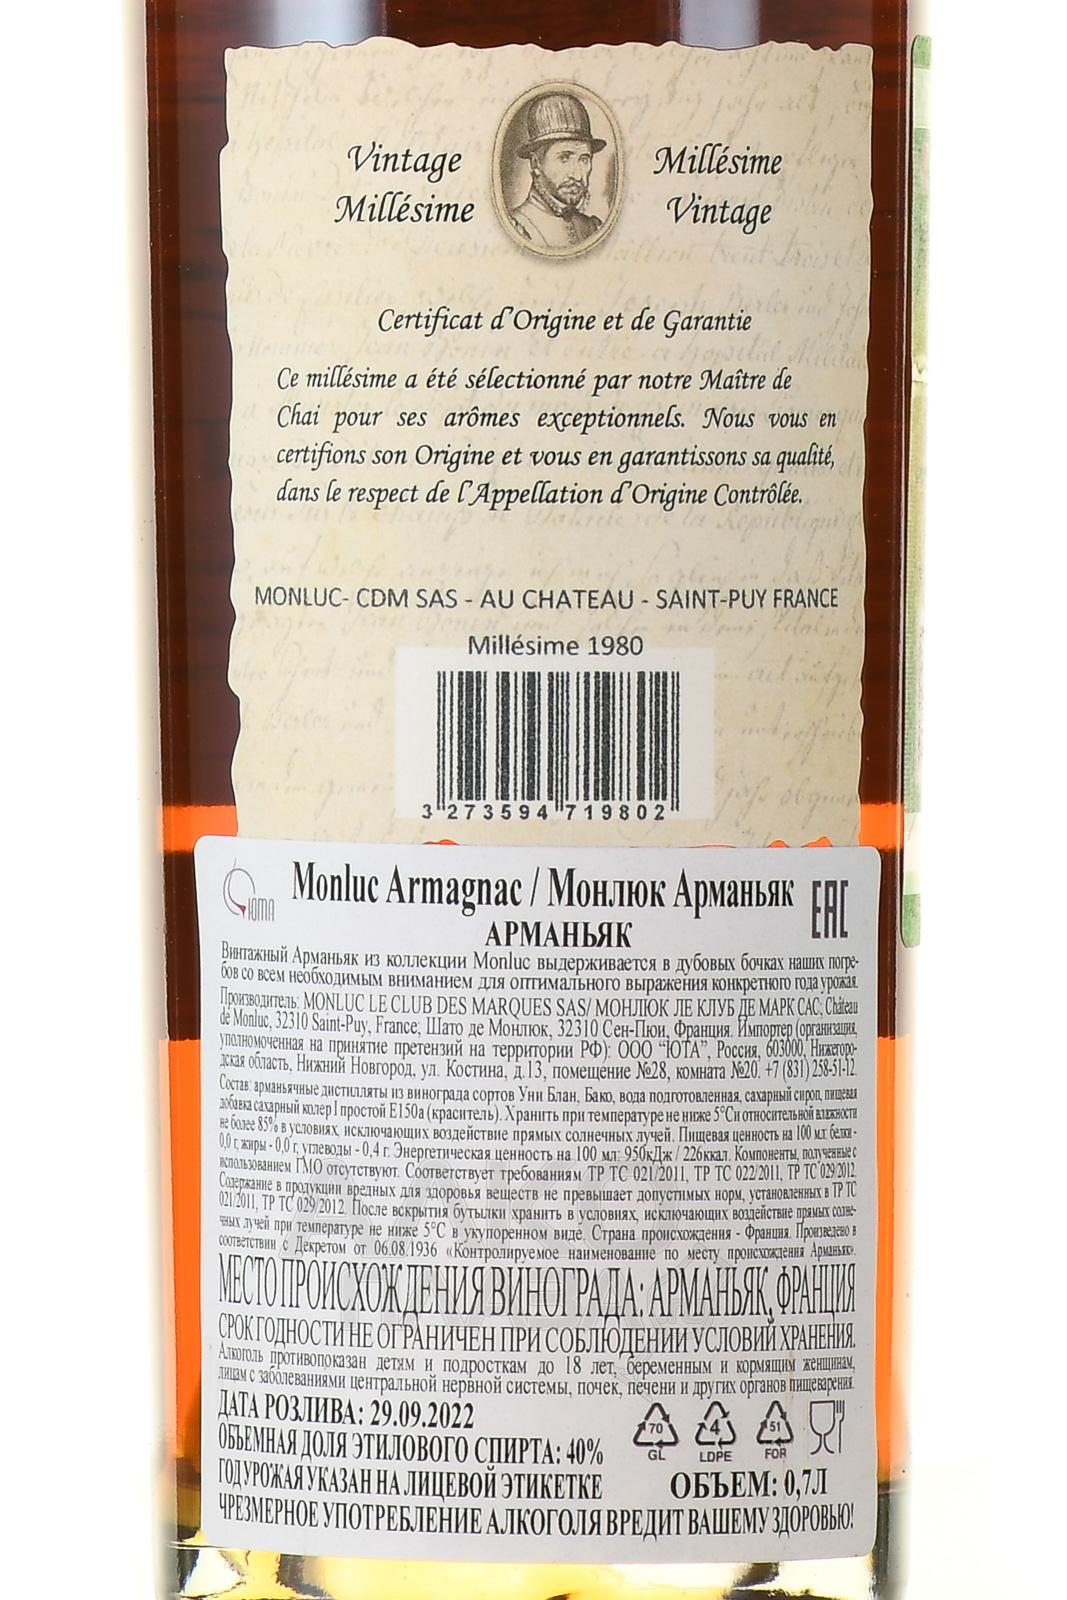 Vintage Millésime
Millésime Vintage
Certificat d'Origine et de Garantie
Ce millésime a été sélectionné par notre Maître de
Chai pour ses arômes exceptionnels. Nous vous en
certifions son Origine et vous en garantissons sa qualité,
dans le respect de l'Appellation d'Origine Contrôlée.
MONLUC- CDM SAS - AU CHATEAU - SAINT-PUY FRANCE
Millésime 1980
3 273594 719802
Monluc Armagnac / Монлюк Арманьяк
ЮТА
EAC
АРМАНЬЯК
Винтажный Арманьяк из коллекции Monluc выдерживается в дубовых бочках наших погре-
бов со всем необходимым вниманием для оптимального выражения конкретного года урожая.
Производитель: MONLUC LE CLUB DES MARQUES SAS/ МОНЛЮК ЛЕ КЛУБ ДЕ МАРК САС; Château
de Monluc, 32310 Saint-Puy, France; Шато де Монлюк, 32310 Сен-Пюи, Франция. Импортер (организация,
уполномоченная на принятие претензий на территории РФ): ООО “ЮТА”, Россия, 603000, Нижегоро-
дская область, Нижний Новгород, ул. Костина, д.13, помещение №28, комната №20. +7 (831) 258-51-12.
Состав: арманьячные дистилляты из винограда сортов Уни Блан, Бако, вода подготовленная, сахарный сироп, пищевая
добавка сахарный колер I простой Е150а (краситель). Хранить при температуре не ниже 5°С и относительной влажности
не более 85% в условиях, исключающих воздействие прямых солнечных лучей. Пищевая ценность на 100 мл: белки -
0,0 г, жиры - 0,0 г, углеводы - 0,4 г. Энергетическая ценность на 100 мл: 950кДж / 226ккал. Компоненты, полученные с
использованием ГМО отсутствуют. Соответствует требованиям ТР ТС 021/2011, ТР ТС 022/2011, ТР ТС 029/2012.
Содержание в продукции вредных для здоровья веществ не превышает допустимых норм, установленных в ТР ТС
021/2011, ТР ТС 029/2012. После вскрытия бутылки хранить в условиях, исключающих воздействие прямых солне-
чных лучей при температуре не ниже 5°С в укупоренном виде. Страна происхождения - Франция. Произведено в
соответствии с Декретом от 06.08.1936 «Контролируемое наименование по месту происхождения Арманьяк».
МЕСТО ПРОИСХОЖДЕНИЯ ВИНОГРАДА: АРМАНЬЯК, ФРАНЦИЯ
СРОК ГОДНОСТИ НЕ ОГРАНИЧЕН ПРИ СОБЛЮДЕНИИ УСЛОВИЙ ХРАНЕНИЯ.
Алкоголь противопоказан детям и подросткам до 18 лет, беременным и кормящим женщинам,
лицам с заболеваниями центральной нервной системы, почек, печени и других органов пищеварения.
ДАТА РОЗЛИВА: 29.09.2022
ОБЪЕМНАЯ ДОЛЯ ЭТИЛОВОГО СПИРТА: 40%
70 4 51
GL LDPE FOR
ГОД УРОЖАЯ УКАЗАН НА ЛИЦЕВОЙ ЭТИКЕТКЕ ОБЪЕМ: 0,7Л
ЧРЕЗМЕРНОЕ УПОТРЕБЛЕНИЕ АЛКОГОЛЯ ВРЕДИТ ВАШЕМУ ЗДОРОВЬЮ!